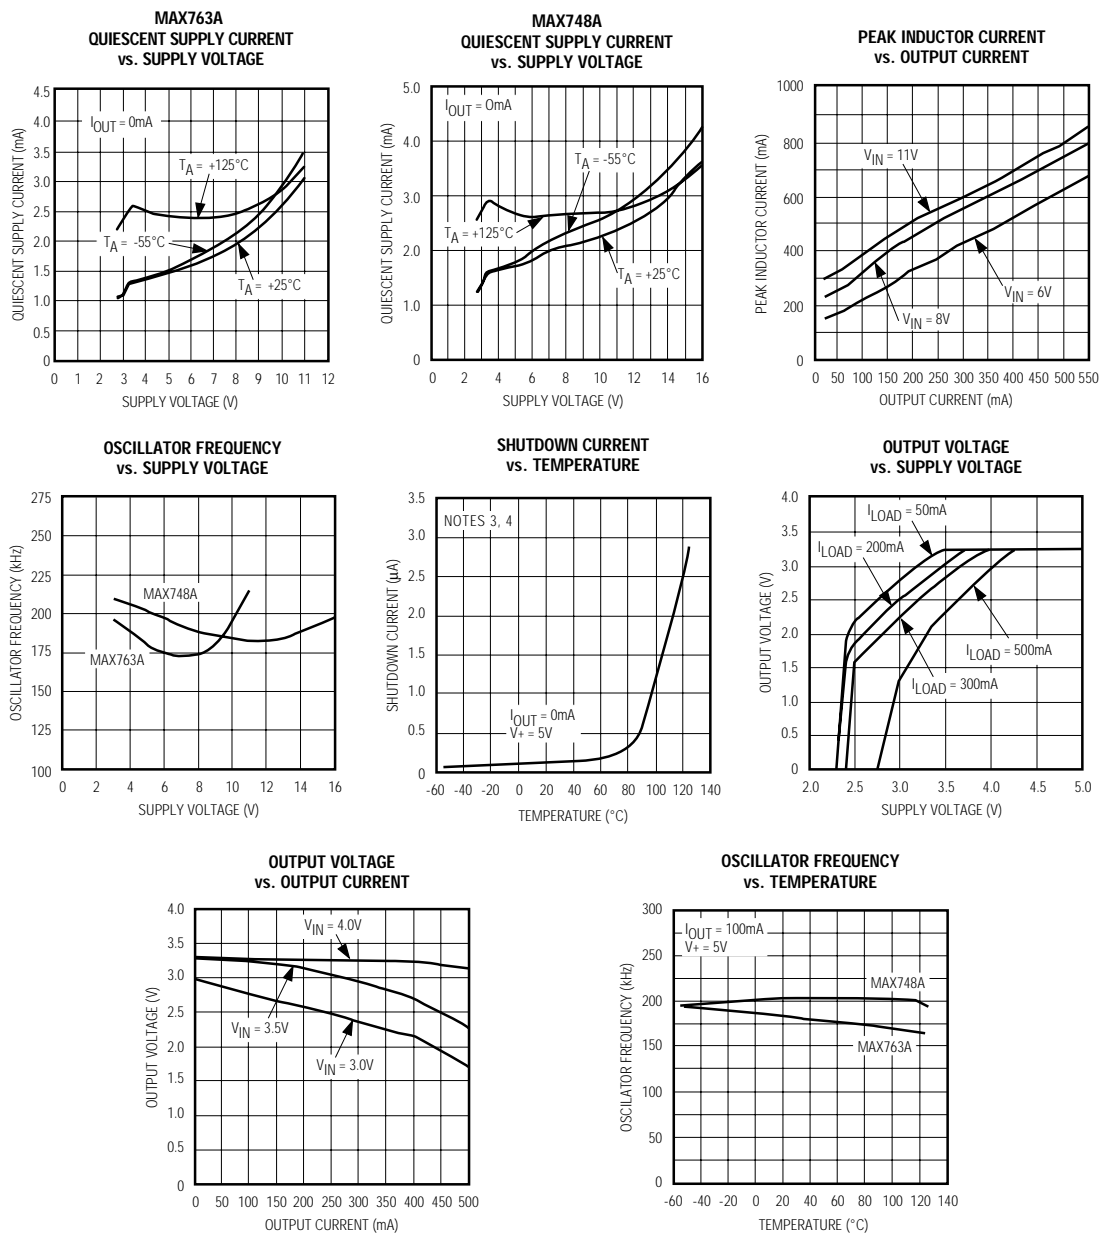 MAX763A
QUIESCENT SUPPLY CURRENT
vs. SUPPLY VOLTAGE
QUIESCENT SUPPLY CURRENT (mA)
4.5
4.0
3.5
3.0
2.5
2.0
1.5
1.0
0.5
0
IOUT = 0mA
TA = +125°C
TA = -55°C
TA = +25°C
0 1 2 3 4 5 6 7 8 9 10 11 12
SUPPLY VOLTAGE (V)
MAX748A
QUIESCENT SUPPLY CURRENT
vs. SUPPLY VOLTAGE
QUIESCENT SUPPLY CURRENT (mA)
5.0
4.0
3.0
2.0
1.0
0
IOUT = 0mA
TA = -55°C
TA = +125°C
TA = +25°C
0 2 4 6 8 10 12 14 16
SUPPLY VOLTAGE (V)
PEAK INDUCTOR CURRENT
vs. OUTPUT CURRENT
PEAK INDUCTOR CURRENT (mA)
1000
800
600
400
200
0
VIN = 11V
VIN = 6V
VIN = 8V
0 50 100 150 200 250 300 350 400 450 500 550
OUTPUT CURRENT (mA)
OSCILLATOR FREQUENCY
vs. SUPPLY VOLTAGE
OSCILLATOR FREQUENCY (kHz)
275
250
225
200
175
150
125
100
MAX748A
MAX763A
0 2 4 6 8 10 12 14 16
SUPPLY VOLTAGE (V)
SHUTDOWN CURRENT
vs. TEMPERATURE
SHUTDOWN CURRENT (µA)
3.5
3.0
2.5
2.0
1.5
1.0
0.5
0
NOTES 3, 4
IOUT = 0mA
V+ = 5V
-60 -40 -20 0 20 40 60 80 100 120 140
TEMPERATURE (°C)
OUTPUT VOLTAGE
vs. SUPPLY VOLTAGE
OUTPUT VOLTAGE (V)
4.0
3.5
3.0
2.5
2.0
1.5
1.0
0.5
0
ILOAD = 50mA
ILOAD = 200mA
ILOAD = 500mA
ILOAD = 300mA
2.0 2.5 3.0 3.5 4.0 4.5 5.0
SUPPLY VOLTAGE (V)
OUTPUT VOLTAGE
vs. OUTPUT CURRENT
OUTPUT VOLTAGE (V)
4.0
3.5
3.0
2.5
2.0
1.5
1.0
0.5
0
VIN = 4.0V
VIN = 3.5V
VIN = 3.0V
0 50 100 150 200 250 300 350 400 450 500
OUTPUT CURRENT (mA)
OSCILLATOR FREQUENCY
vs. TEMPERATURE
OSCILATOR FREQUENCY (kHz)
300
250
200
150
100
50
0
IOUT = 100mA
V+ = 5V
MAX748A
MAX763A
-60 -40 -20 0 20 40 60 80 100 120 140
TEMPERATURE (°C)